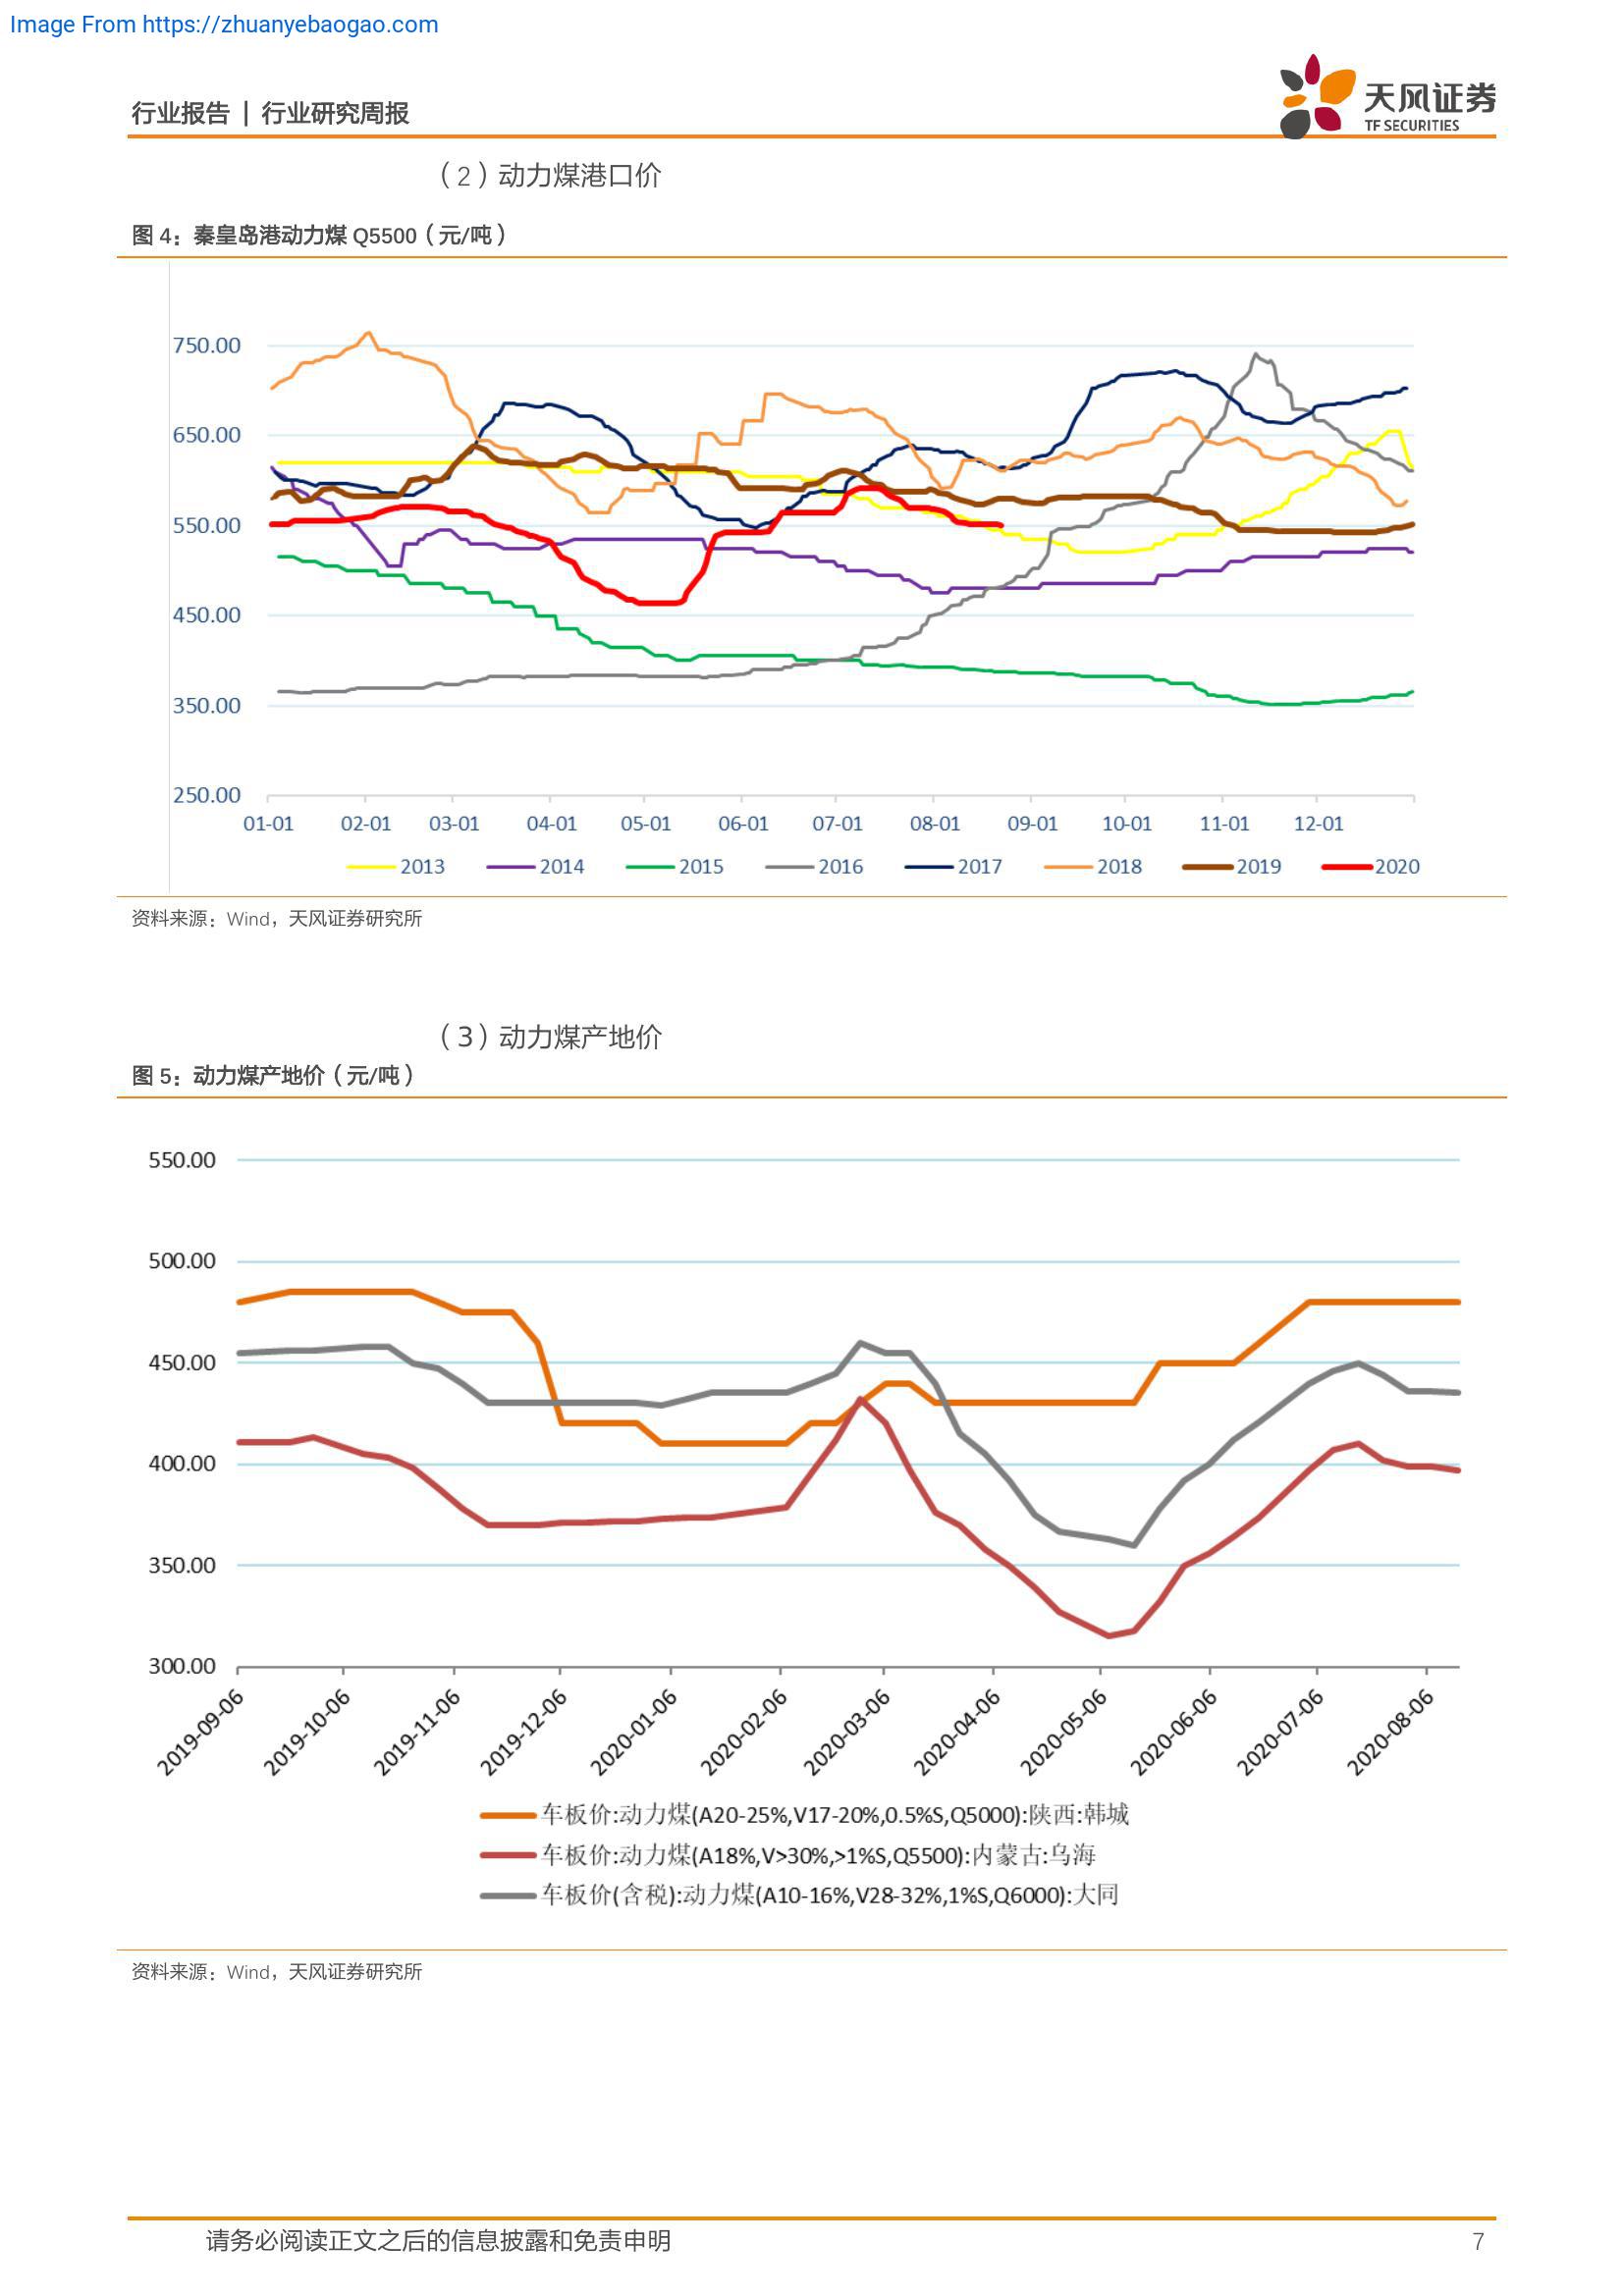 Image From https://zhuanyebaogao.com
行业报告 | 行业研究周报
天风证券
TF SECURITIES
（2）动力煤港口价
图 4：秦皇岛港动力煤 Q5500（元/吨）
750.00
650.00
550.00
450.00
350.00
250.00
01-01 02-01 03-01 04-01 05-01 06-01 07-01 08-01 09-01 10-01 11-01 12-01
2013 2014 2015 2016 2017 2018 2019 2020
资料来源：Wind，天风证券研究所
（3）动力煤产地价
图 5：动力煤产地价（元/吨）
550.00
500.00
450.00
400.00
350.00
300.00
2019-09-06 2019-10-06 2019-11-06 2019-12-06 2020-01-06 2020-02-06 2020-03-06 2020-04-06 2020-05-06 2020-06-06 2020-07-06 2020-08-06
车板价:动力煤(A20-25%,V17-20%,0.5%S,Q5000):陕西:韩城
车板价:动力煤(A18%,V>30%,>1%S,Q5500):内蒙古:乌海
车板价(含税):动力煤(A10-16%,V28-32%,1%S,Q6000):大同
资料来源：Wind，天风证券研究所
请务必阅读正文之后的信息披露和免责申明 7